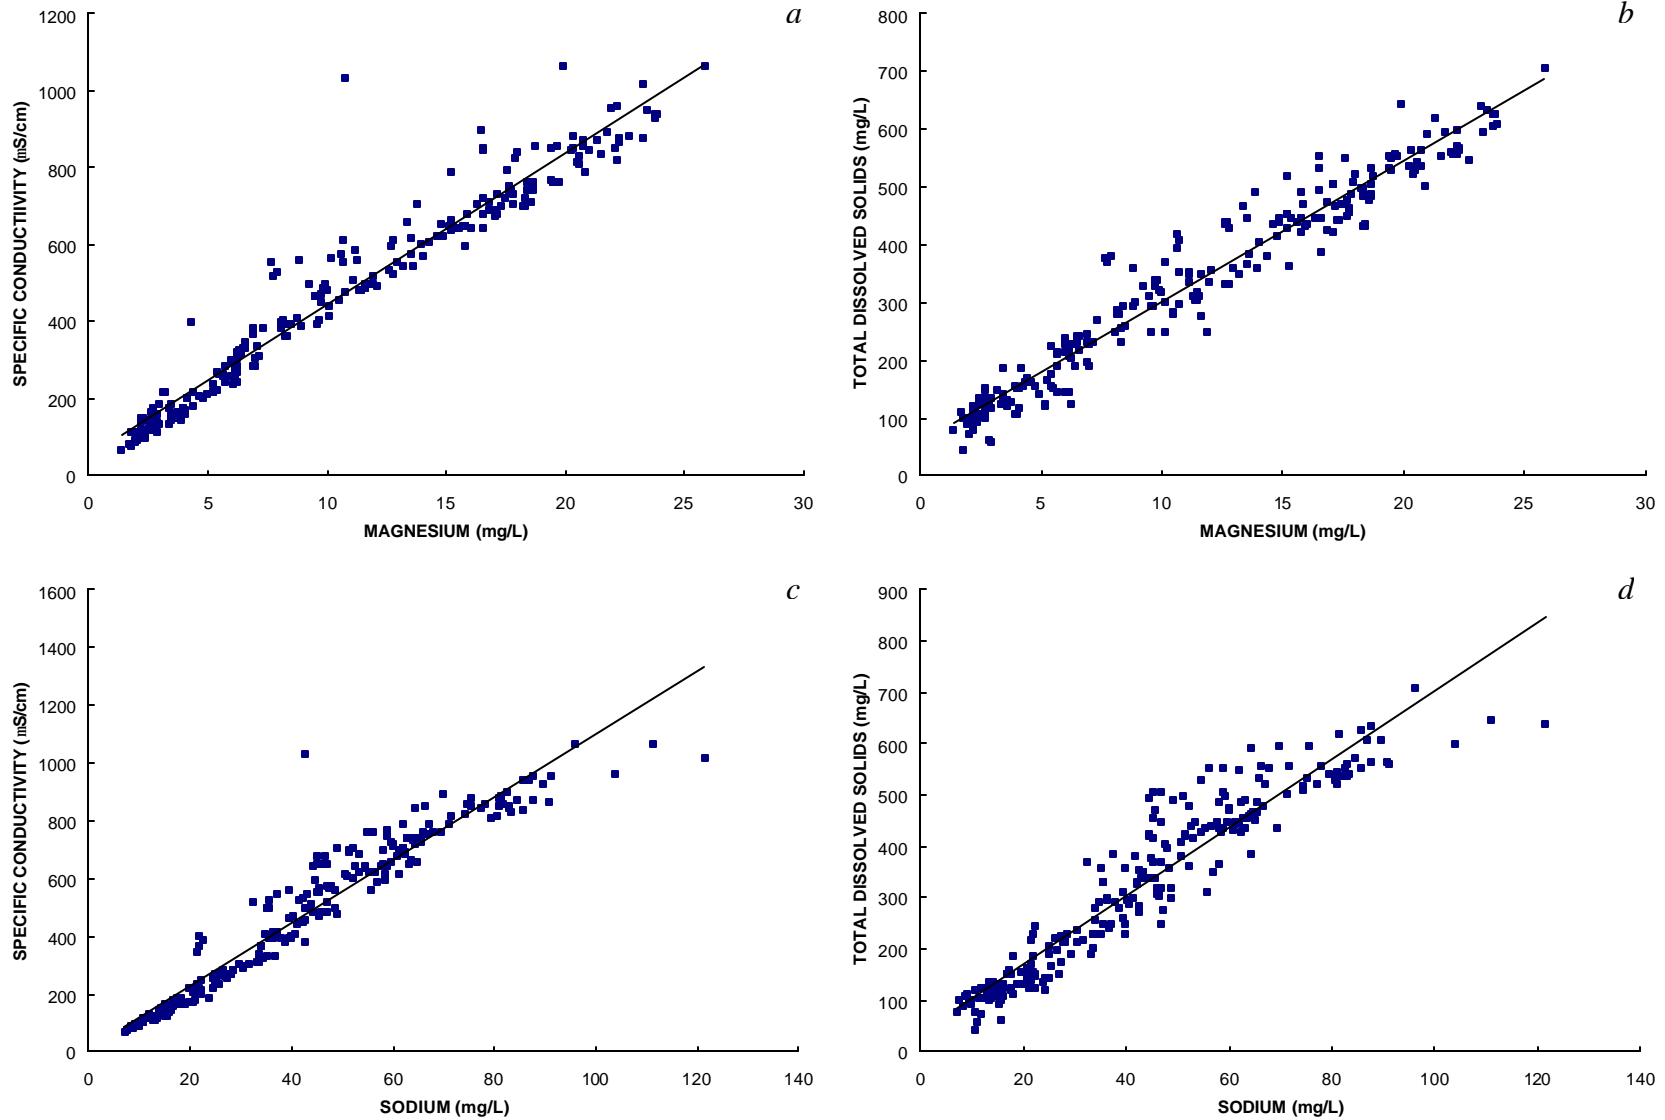 a
SPECIFIC CONDUCTIIVITY (mS/cm)
1200
1000
800
600
400
200
0
0 5 10 15 20 25 30
MAGNESIUM (mg/L)
b
TOTAL DISSOLVED SOLIDS (mg/L)
800
700
600
500
400
300
200
100
0
0 5 10 15 20 25 30
MAGNESIUM (mg/L)
c
SPECIFIC CONDUCTIVITY (mS/cm)
1600
1400
1200
1000
800
600
400
200
0
0 20 40 60 80 100 120 140
SODIUM (mg/L)
d
TOTAL DISSOLVED SOLIDS (mg/L)
900
800
700
600
500
400
300
200
100
0
0 20 40 60 80 100 120 140
SODIUM (mg/L)